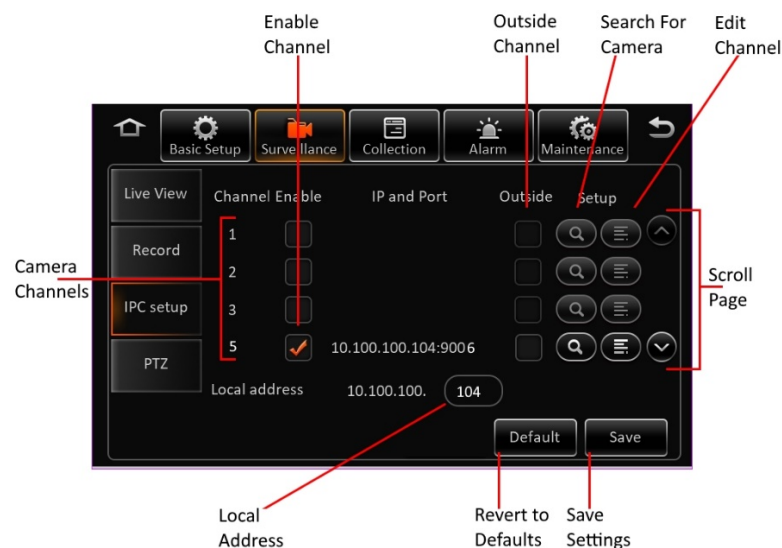 Enable
Channel
Outside
Channel
Search For
Camera
Edit
Channel
Basic Setup
Surveillance
Collection
Alarm
Maintenance
Live View
Record
IPC setup
PTZ
Channel Enable IP and Port Outside Setup
1
2
3
5 10.100.100.104:9006
Local address 10.100.100. 104
Default Save
Camera
Channels
Scroll
Page
Local
Address
Revert to
Defaults
Save
Settings